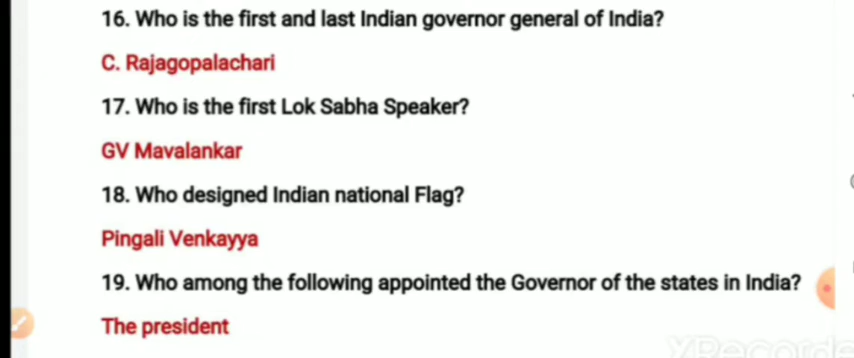 16. Who is the first and last Indian governor general of India?
C. Rajagopalachari
17. Who is the first Lok Sabha Speaker?
GV Mavalankar
18. Who designed Indian national Flag?
Pingali Venkayya
19. Who among the following appointed the Governor of the states in India?
The president